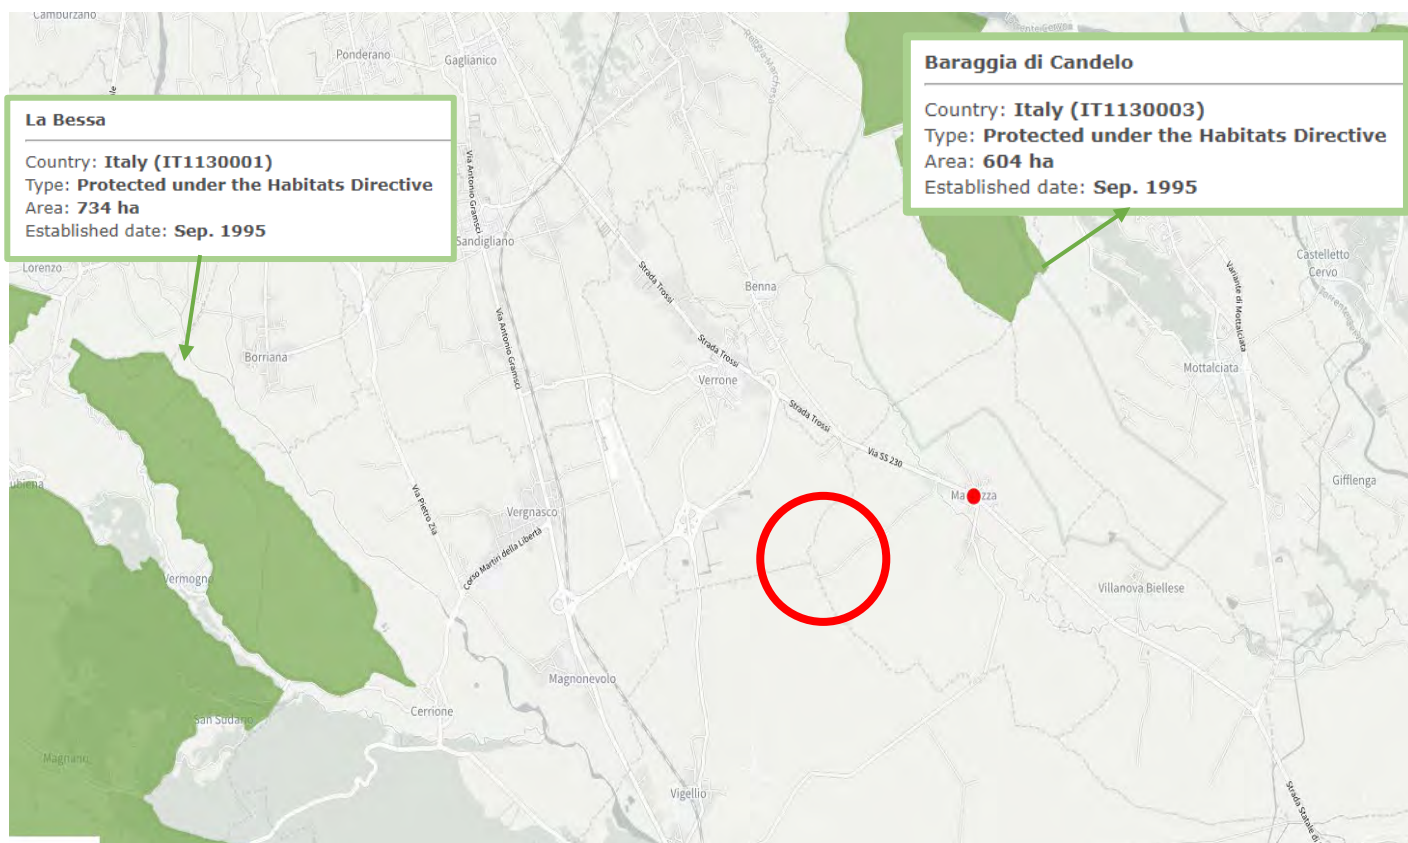 Camburzano
Ponderano
Gaglianico
Baraggia di Candelo
Country: Italy (IT1130003)
Type: Protected under the Habitats Directive
Area: 604 ha
Established date: Sep. 1995
La Bessa
Country: Italy (IT1130001)
Type: Protected under the Habitats Directive
Area: 734 ha
Established date: Sep. 1995
Via Antonio Gramsci
Sandigliano
Lorenzo
Castelletto
Cervo
Strada Trossi
Benna
Variante di Mottalciata
Via Antonio Gramsci
Borriana
Strada Trossi
Verrone
Mottalciata
Strada Trossi
Via SS 230
Gifflenga
Ma zza
Via Pietro Zia
Vergnasco
Corso Martiri della Libertà
Vermogno
Villanova Biellese
Magnonevolo
Cerrione
San Sudario
Magnano
Vigellio
Strada Statale di